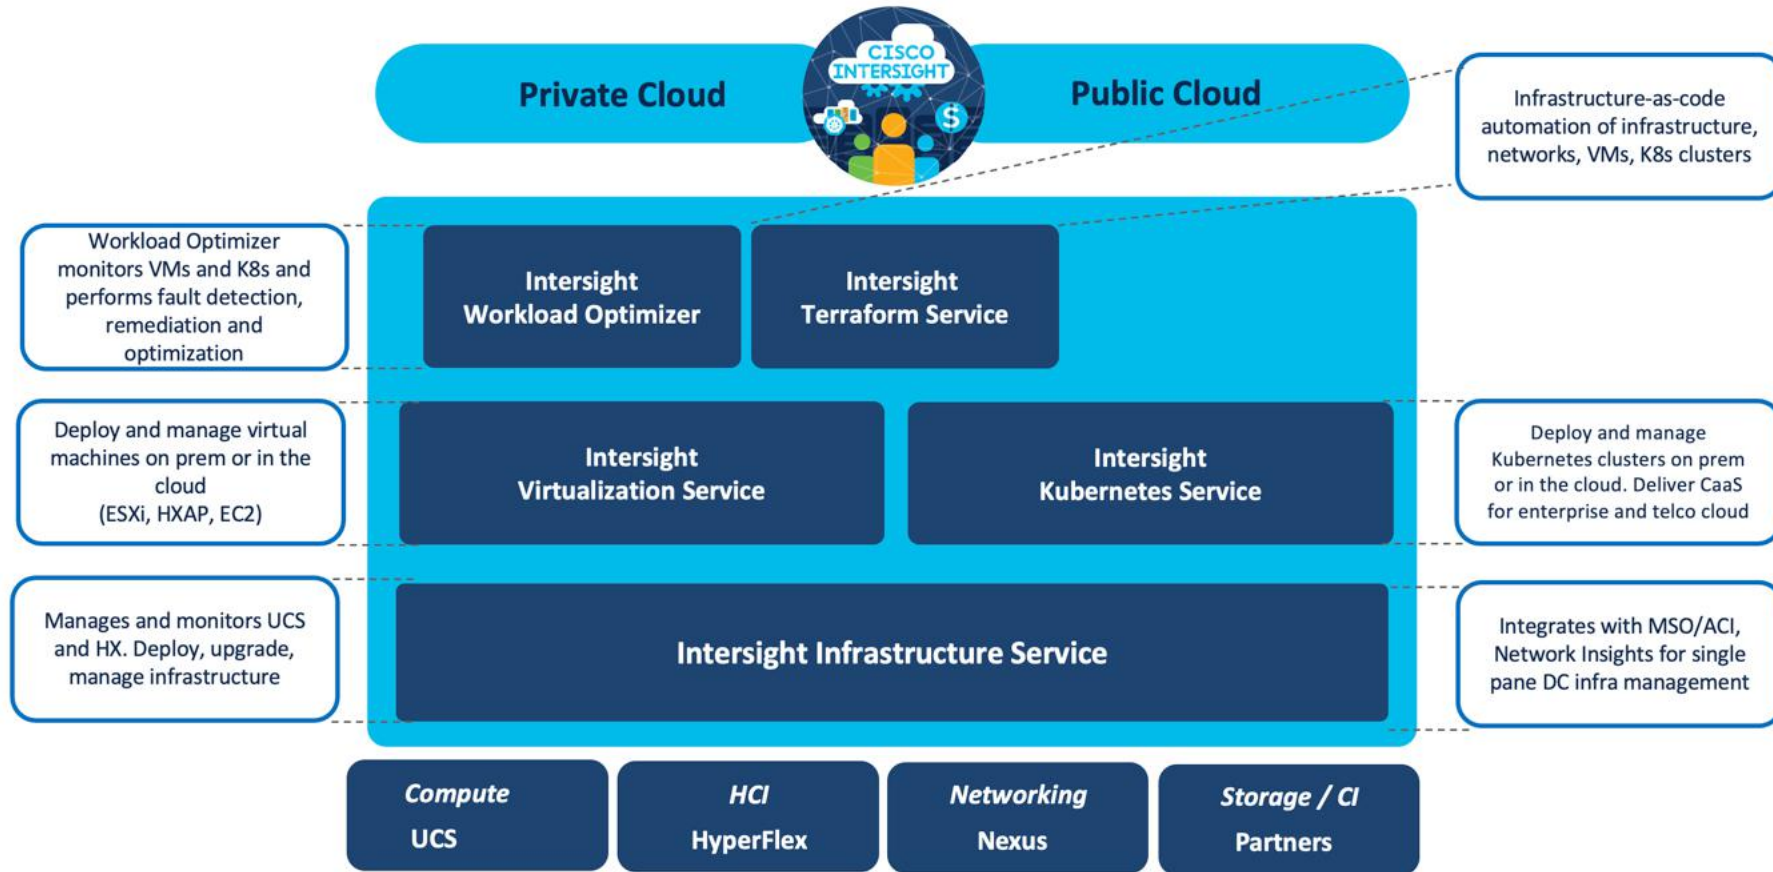 CISCO
INTERSIGHT
Private Cloud
Public Cloud
$
Infrastructure-as-code
automation of infrastructure,
networks, VMs, K8s clusters
Workload Optimizer
monitors VMs and K8s and
performs fault detection,
remediation and
optimization
Intersight
Workload Optimizer
Intersight
Terraform Service
Deploy and manage virtual
machines on prem or in the
cloud
(ESXi, HXAP, EC2)
Intersight
Virtualization Service
Intersight
Kubernetes Service
Deploy and manage
Kubernetes clusters on prem
or in the cloud. Deliver CaaS
for enterprise and telco cloud
Manages and monitors UCS
and HX. Deploy, upgrade,
manage infrastructure
Intersight Infrastructure Service
Integrates with MSO/ACI,
Network Insights for single
pane DC infra management
Compute
UCS
HCI
HyperFlex
Networking
Nexus
Storage / CI
Partners